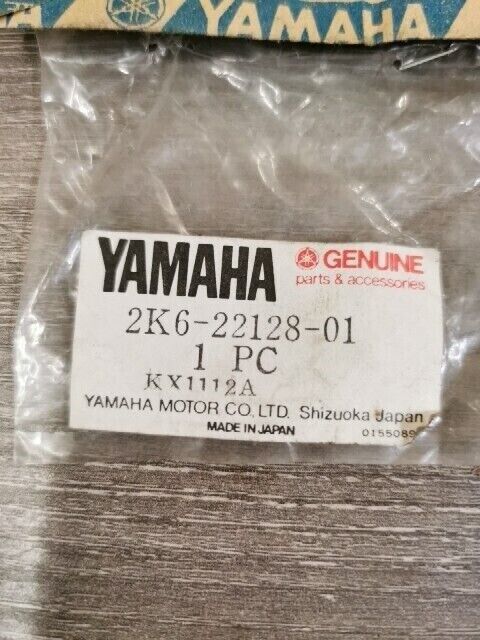 YAMAHA
YAMAHA
GENUINE
parts & accessories
2K6-22128-01
1 PC
KX1112A
YAMAHA MOTOR CO., LTD. Shizuoka Japan
MADE IN JAPAN
0155089